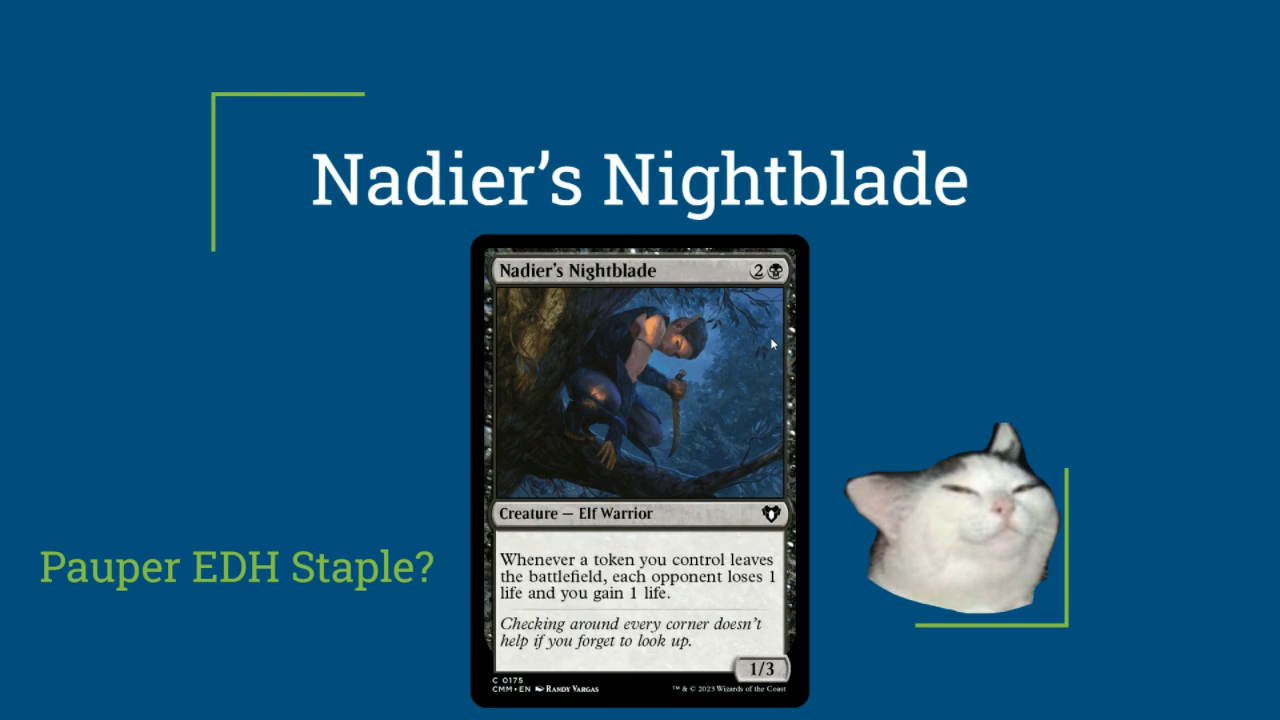 Nadier’s Nightblade
Nadier’s Nightblade 2
Creature — Elf Warrior
Whenever a token you control leaves
the battlefield, each opponent loses 1
life and you gain 1 life.
Checking around every corner doesn’t
help if you forget to look up.
1/3
C 0175
CMM • EN RANDY VARGAS
™ & © 2023 Wizards of the Coast
Pauper EDH Staple?